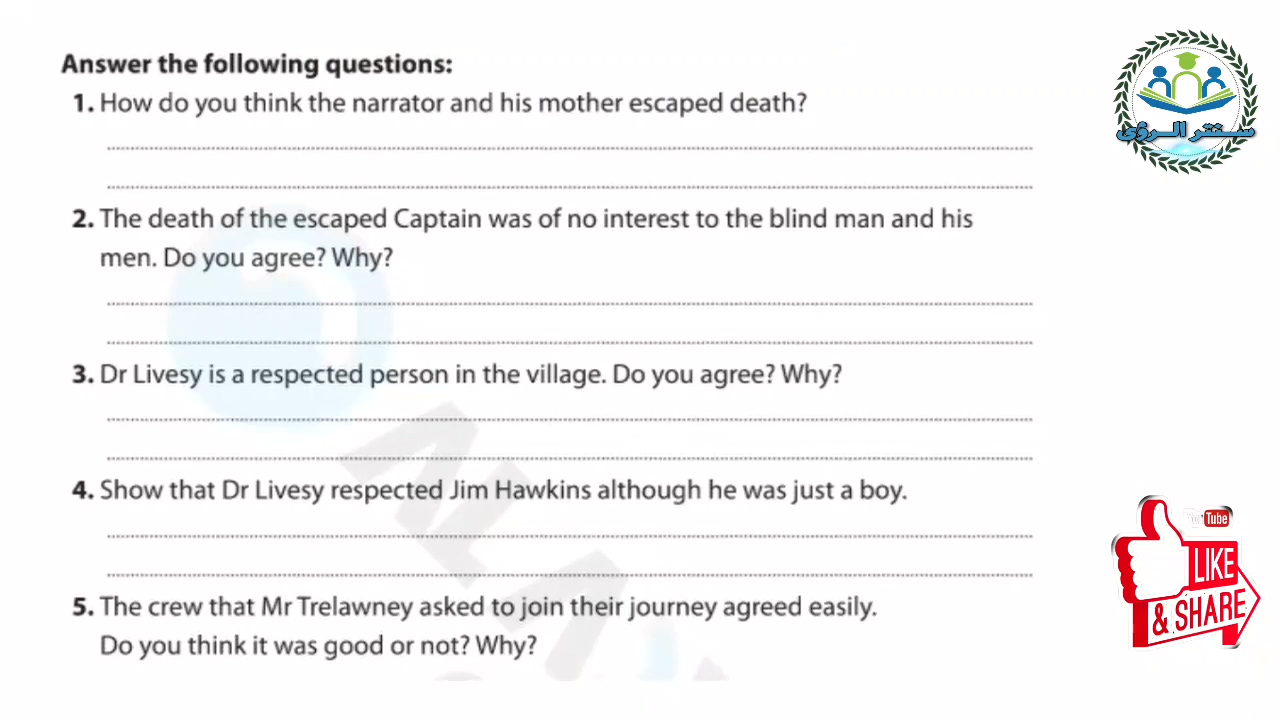 Answer the following questions:
1. How do you think the narrator and his mother escaped death?
2. The death of the escaped Captain was of no interest to the blind man and his
men. Do you agree? Why?
3. Dr Livesy is a respected person in the village. Do you agree? Why?
4. Show that Dr Livesy respected Jim Hawkins although he was just a boy.
5. The crew that Mr Trelawney asked to join their journey agreed easily.
Do you think it was good or not? Why?
سنتر الرؤى
YouTube
LIKE
& SHARE